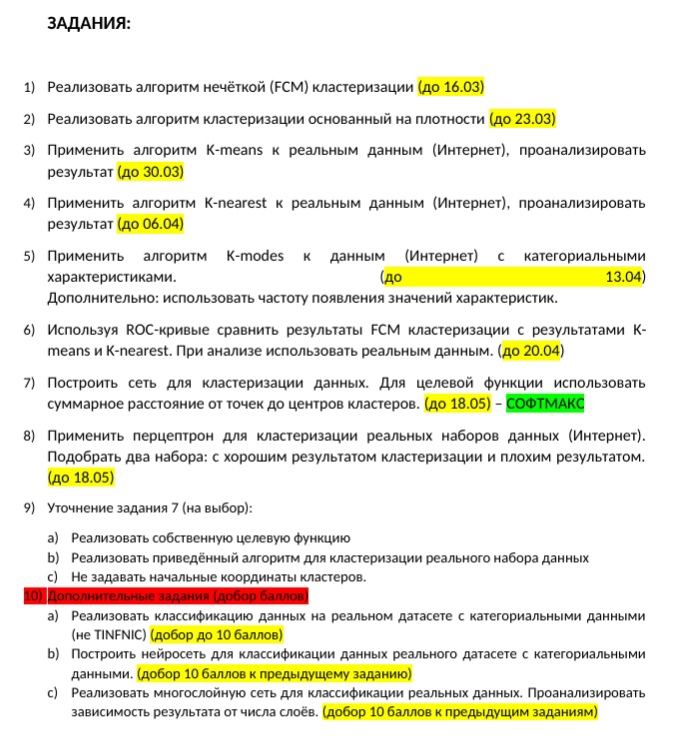 ЗАДАНИЯ:
1) Реализовать алгоритм нечёткой (FCM) кластеризации (до 16.03)
2) Реализовать алгоритм кластеризации основанный на плотности (до 23.03)
3) Применить алгоритм K-means к реальным данным (Интернет), проанализировать
результат (до 30.03)
4) Применить алгоритм K-nearest к реальным данным (Интернет), проанализировать
результат (до 06.04)
5) Применить алгоритм K-modes к данным (Интернет) с категориальными
характеристиками. (до 13.04)
Дополнительно: использовать частоту появления значений характеристик.
6) Используя ROC-кривые сравнить результаты FCM кластеризации с результатами K-
means и K-nearest. При анализе использовать реальным данным. (до 20.04)
7) Построить сеть для кластеризации данных. Для целевой функции использовать
суммарное расстояние от точек до центров кластеров. (до 18.05) – СОФТМАКС
8) Применить перцептрон для кластеризации реальных наборов данных (Интернет).
Подобрать два набора: с хорошим результатом кластеризации и плохим результатом.
(до 18.05)
9) Уточнение задания 7 (на выбор):
a) Реализовать собственную целевую функцию
b) Реализовать приведённый алгоритм для кластеризации реального набора данных
c) Не задавать начальные координаты кластеров.
10) Дополнительные задания (добор баллов)
a) Реализовать классификацию данных на реальном датасете с категориальными данными
(не TINFNIC) (добор до 10 баллов)
b) Построить нейросеть для классификации данных реального датасете с категориальными
данными. (добор 10 баллов к предыдущему заданию)
c) Реализовать многослойную сеть для классификации реальных данных. Проанализировать
зависимость результата от числа слоёв. (добор 10 баллов к предыдущим заданиям)